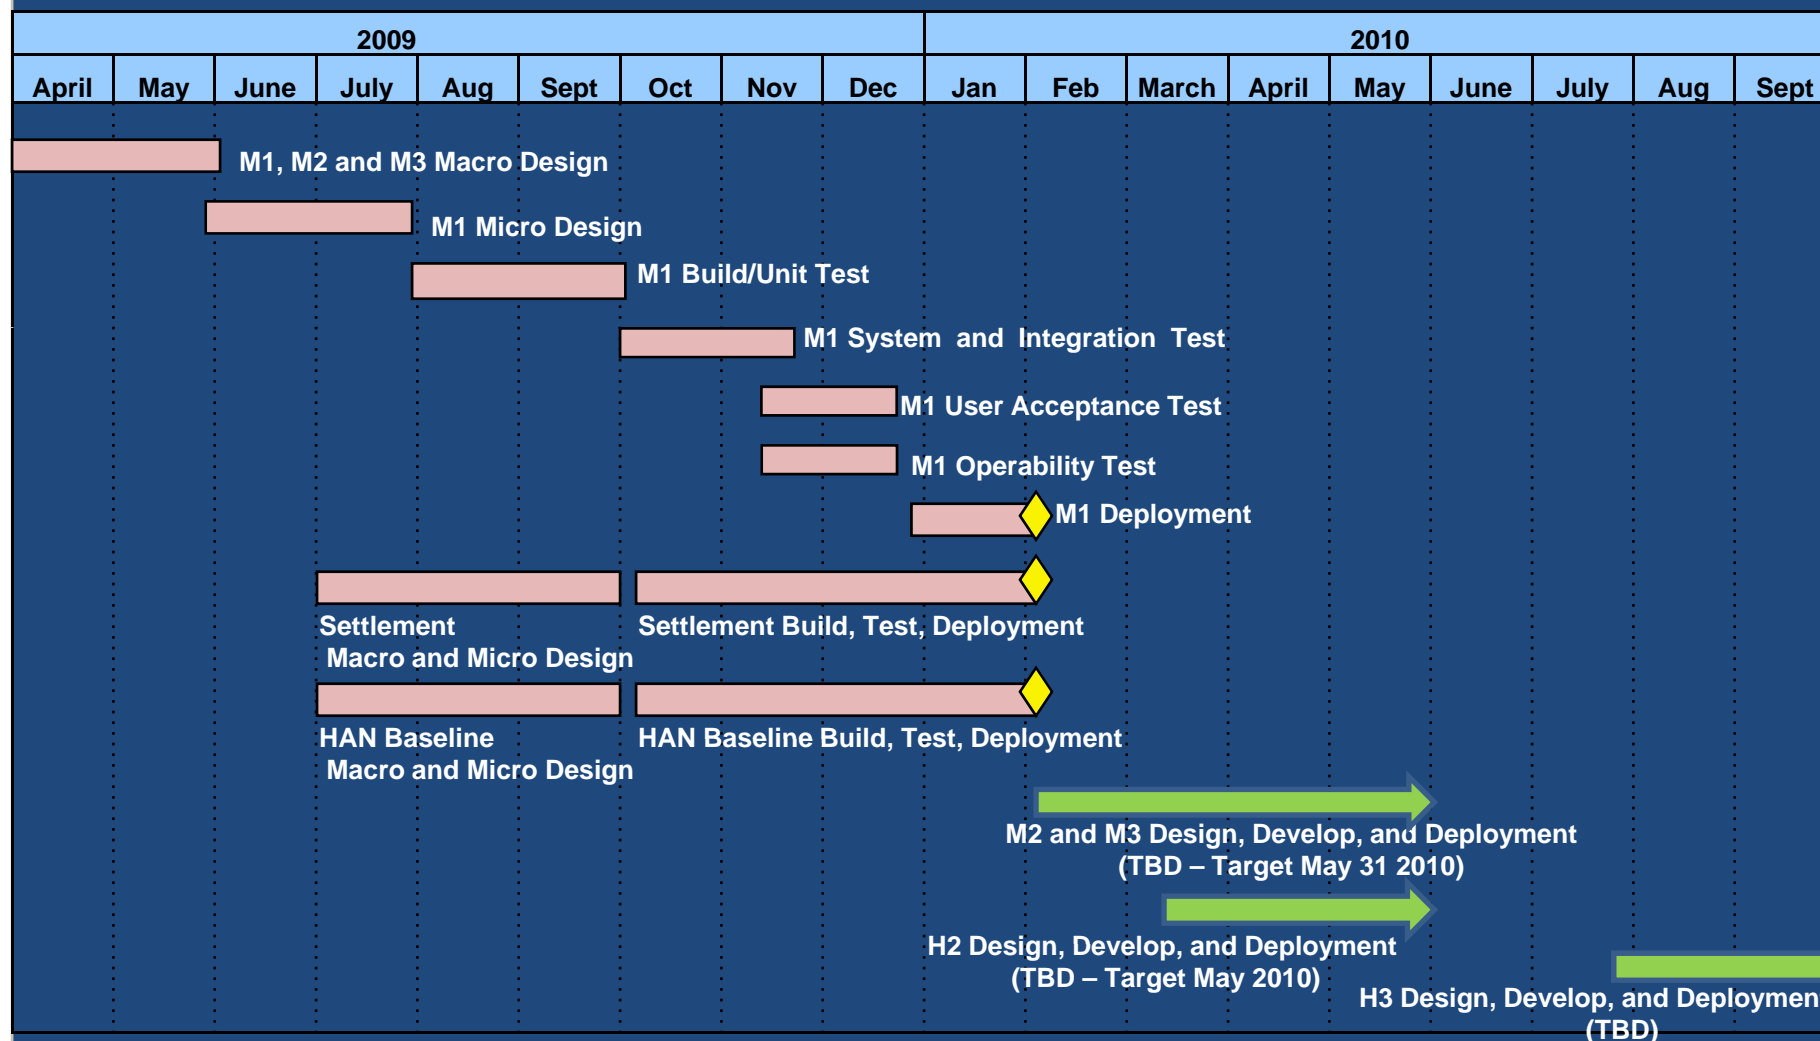 2009 2010
April May June July Aug Sept Oct Nov Dec Jan Feb March April May June July Aug Sept
M1, M2 and M3 Macro Design
M1 Micro Design
M1 Build/Unit Test
M1 System and Integration Test
M1 User Acceptance Test
M1 Operability Test
M1 Deployment
Settlement
Macro and Micro Design
Settlement Build, Test, Deployment
HAN Baseline
Macro and Micro Design
HAN Baseline Build, Test, Deployment
M2 and M3 Design, Develop, and Deployment
(TBD – Target May 31 2010)
H2 Design, Develop, and Deployment
(TBD – Target May 2010)
H3 Design, Develop, and Deploymen
(TBD)